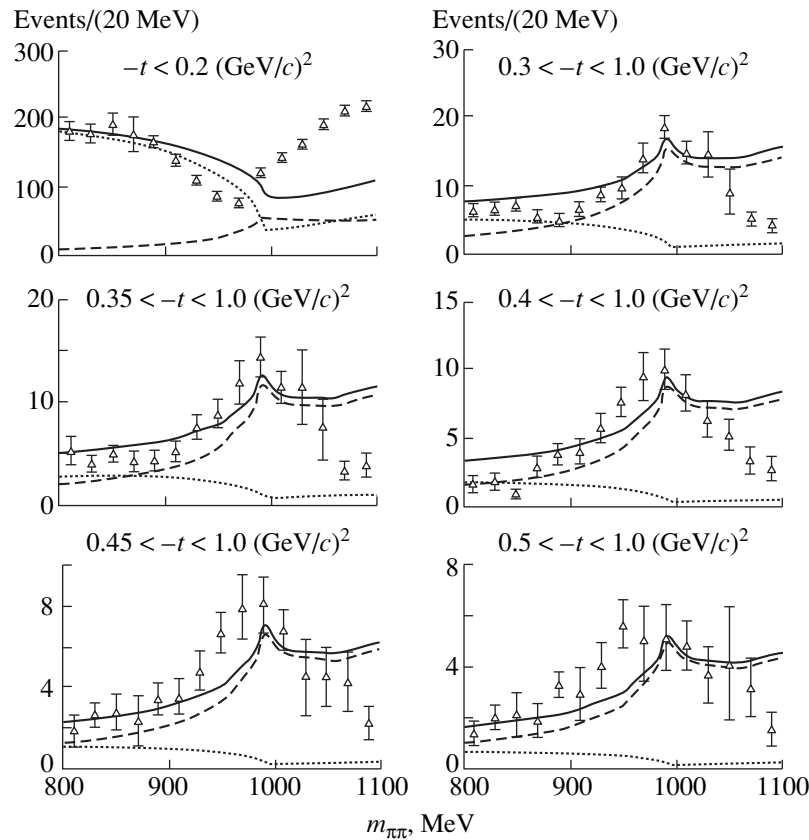 Events/(20 MeV) Events/(20 MeV)
–t < 0.2 (GeV/c)²
300
200
100
0
0.3 < –t < 1.0 (GeV/c)²
30
20
10
0
0.35 < –t < 1.0 (GeV/c)²
20
10
0
0.4 < –t < 1.0 (GeV/c)²
15
10
5
0
0.45 < –t < 1.0 (GeV/c)²
8
4
0
800 900 1000 1100
0.5 < –t < 1.0 (GeV/c)²
8
4
0
800 900 1000 1100
mππ, MeV